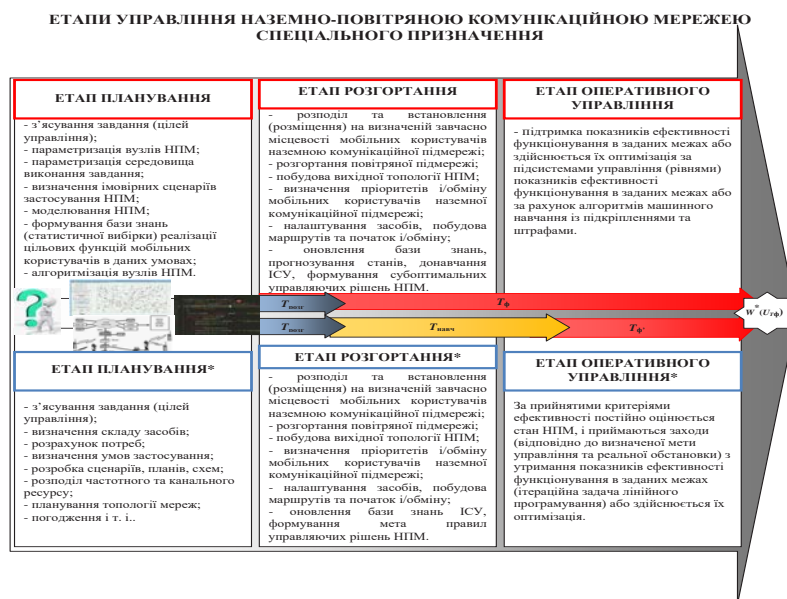 ЕТАПИ УПРАВЛІННЯ НАЗЕМНО-ПОВІТРЯНОЮ КОМУНІКАЦІЙНОЮ МЕРЕЖЕЮ
СПЕЦІАЛЬНОГО ПРИЗНАЧЕННЯ
ЕТАП ПЛАНУВАННЯ
- з’ясування завдання (цілей
управління);
- параметризація вузлів НПМ;
- параметризація середовища
виконання завдання;
- визначення імовірних сценаріїв
застосування НПМ;
- моделювання НПМ;
- формування бази знань
(статистичної вибірки) реалізації
цільових функцій мобільних
користувачів в даних умовах;
- алгоритмізація вузлів НПМ.
ЕТАП РОЗГОРТАННЯ
- розподіл та встановлення
(розміщення) на визначеній завчасно
місцевості мобільних користувачів
наземною комунікаційної підмережі;
- розгортання повітряної підмережі;
- побудова вихідної топології НПМ;
- визначення пріоритетів і/обміну
мобільних користувачів наземної
комунікаційної підмережі;
- налаштування засобів, побудова
маршрутів та початок і/обміну;
- оновлення бази знань,
прогнозування станів, донавчання
ІСУ, формування субоптимальних
управляючих рішень НПМ.
ЕТАП ОПЕРАТИВНОГО
УПРАВЛІННЯ
- підтримка показників ефективності
функціонування в заданих межах або
здійснюється їх оптимізація за
підсистемами управління (рівнями)
показників ефективності
функціонування в заданих межах або
за рахунок алгоритмів машинного
навчання із підкріпленнями та
штрафами.
Tрозг
Tф
W*(UТф)
Tрозг
Tнавч
Tф'
ЕТАП ПЛАНУВАННЯ*
- з’ясування завдання (цілей
управління);
- визначення складу засобів;
- розрахунок потреб;
- визначення умов застосування;
- розробка сценаріїв, планів, схем;
- розподіл частотного та канального
ресурсу;
- планування топології мереж;
- погодження і т. і..
ЕТАП РОЗГОРТАННЯ*
- розподіл та встановлення
(розміщення) на визначеній завчасно
місцевості мобільних користувачів
наземною комунікаційної підмережі;
- розгортання повітряної підмережі;
- побудова вихідної топології НПМ;
- визначення пріоритетів і/обміну
мобільних користувачів наземної
комунікаційної підмережі;
- налаштування засобів, побудова
маршрутів та початок і/обміну;
- оновлення бази знань ІСУ,
формування мета правил
управляючих рішень НПМ.
ЕТАП ОПЕРАТИВНОГО
УПРАВЛІННЯ*
За прийнятими критеріями
ефективності постійно оцінюється
стан НПМ, і приймаються заходи
(відповідно до визначеної мети
управління та реальної обстановки) з
утримання показників ефективності
функціонування в заданих межах
(ітераційна задача лінійного
програмування) або здійснюється їх
оптимізація.